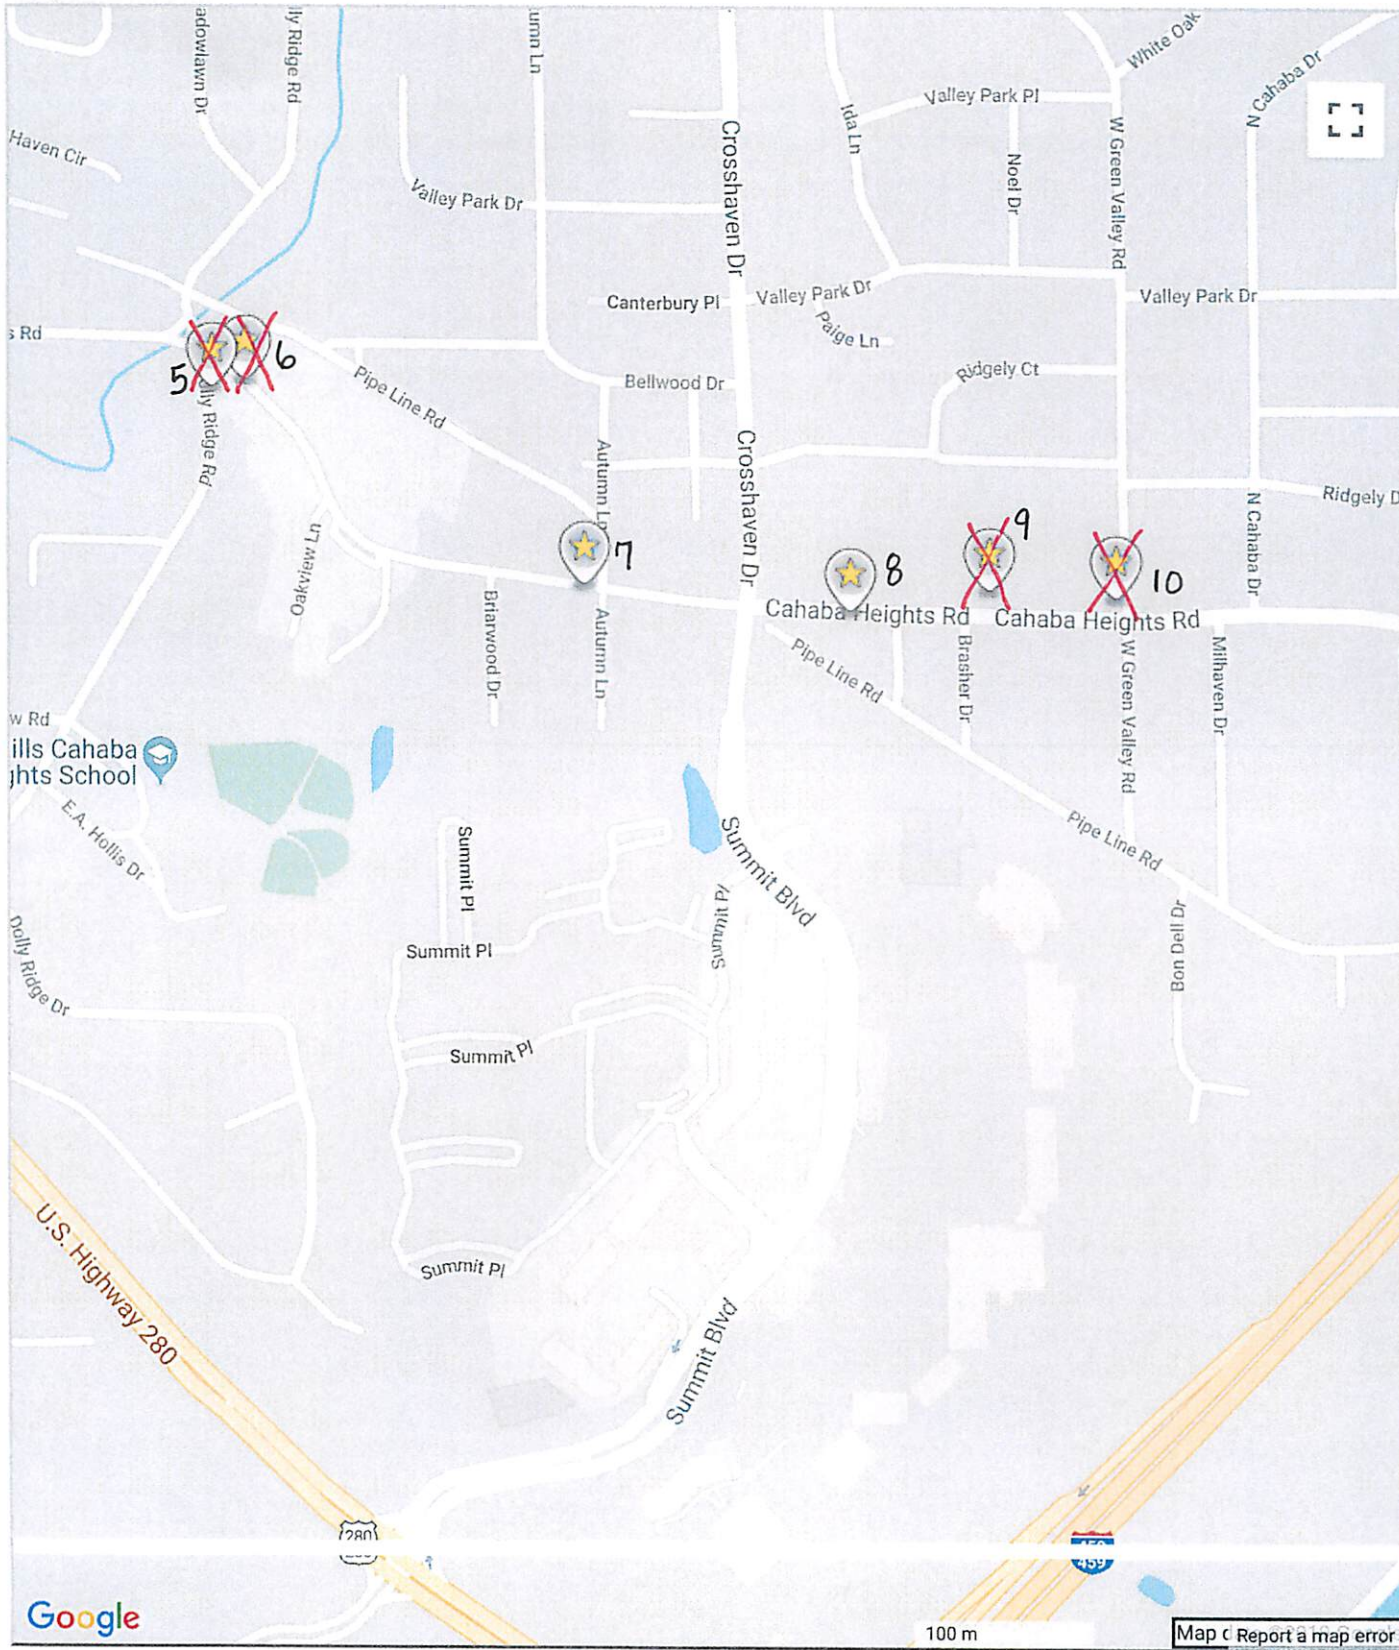 adowlawn Dr
lly Ridge Rd
umn Ln
White Oak
N Cahaba Dr
Haven Cir
Valley Park Pl
Ida Ln
Crosshaven Dr
Noel Dr
W Green Valley Rd
Valley Park Dr
Canterbury Pl
Valley Park Dr
Valley Park Dr
s Rd
Paige Ln
5
6
Pipe Line Rd
Bellwood Dr
Ridgely Ct
olly Ridge Rd
Autumn Ln
Crosshaven Dr
N Cahaba Dr
Ridgely D
Oakview Ln
7
8
9
10
Cahaba Heights Rd
Cahaba Heights Rd
Briarwood Dr
Autumn Ln
Pipe Line Rd
Brasher Dr
W Green Valley Rd
Milhaven Dr
w Rd
ills Cahaba
ghts School
E.A. Hollis Dr
Summit Pl
Summit Blvd
Pipe Line Rd
Summit Pl
Summit Pl
Bon Dell Dr
olly Ridge Dr
Summit Pl
U.S. Highway 280
Summit Pl
Summit Blvd
280
459
Google
100 m
Map d
Report a map error